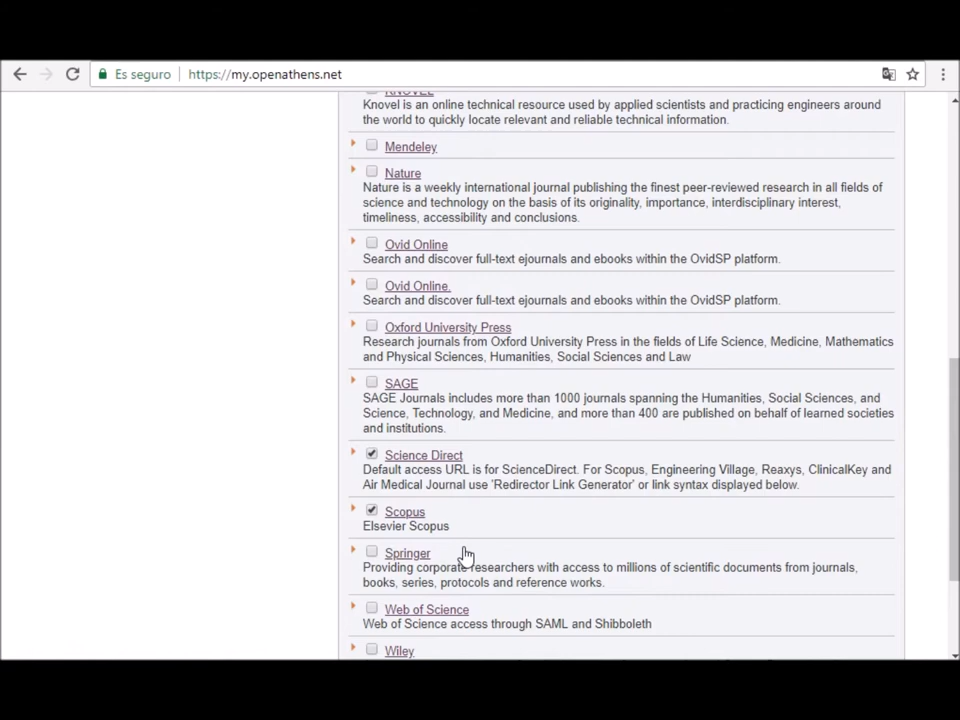 Es seguro
https://my.openathens.net
KNOVEL
Knovel is an online technical resource used by applied scientists and practicing engineers around
the world to quickly locate relevant and reliable technical information.
Mendeley
Nature
Nature is a weekly international journal publishing the finest peer-reviewed research in all fields of
science and technology on the basis of its originality, importance, interdisciplinary interest,
timeliness, accessibility and conclusions.
Ovid Online
Search and discover full-text ejournals and ebooks within the OvidSP platform.
Ovid Online.
Search and discover full-text ejournals and ebooks within the OvidSP platform.
Oxford University Press
Research journals from Oxford University Press in the fields of Life Science, Medicine, Mathematics
and Physical Sciences, Humanities, Social Sciences and Law
SAGE
SAGE Journals includes more than 1000 journals spanning the Humanities, Social Sciences, and
Science, Technology, and Medicine, and more than 400 are published on behalf of learned societies
and institutions.
Science Direct
Default access URL is for ScienceDirect. For Scopus, Engineering Village, Reaxys, ClinicalKey and
Air Medical Journal use 'Redirector Link Generator' or link syntax displayed below.
Scopus
Elsevier Scopus
Springer
Providing corporate researchers with access to millions of scientific documents from journals,
books, series, protocols and reference works.
Web of Science
Web of Science access through SAML and Shibboleth
Wiley